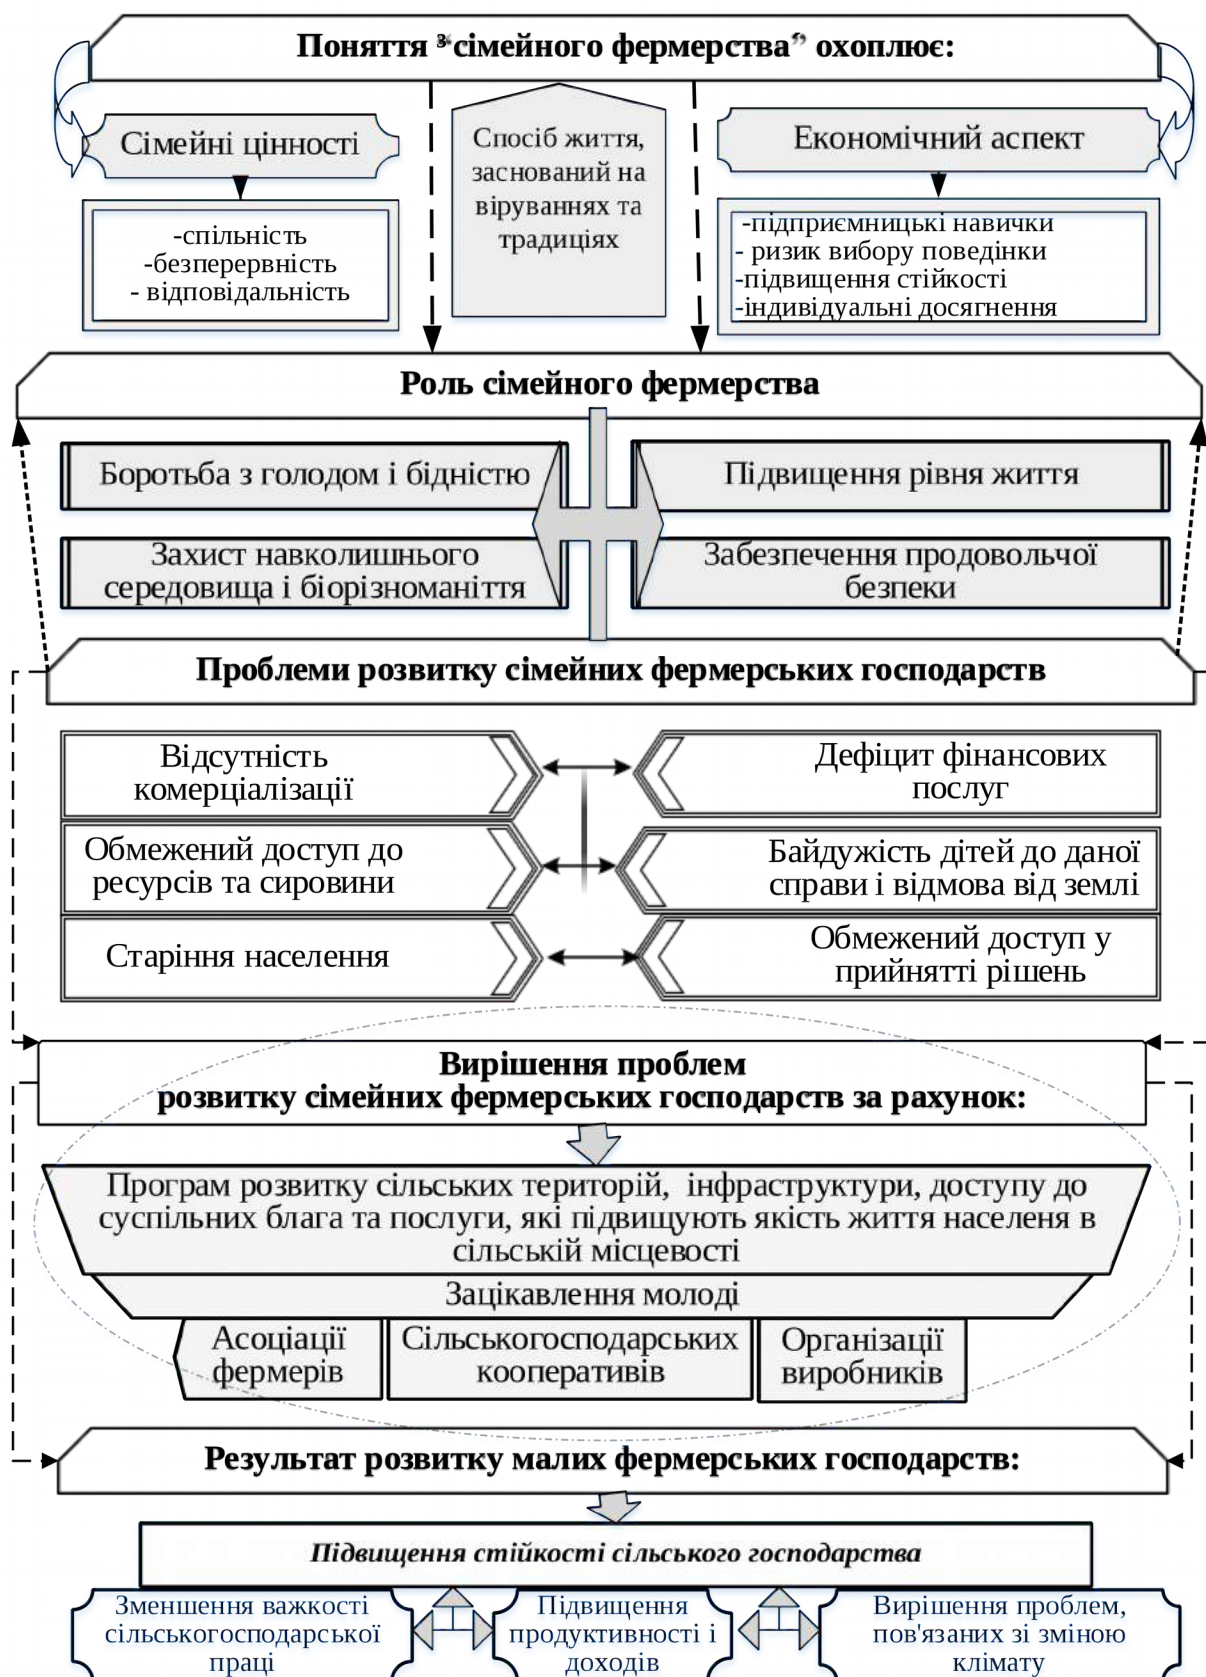 Поняття “сімейного фермерства” охоплює:
Сімейні цінності
-спільність
-безперервність
- відповідальність
Спосіб життя,
заснований на
віруваннях та
традиціях
Економічний аспект
-підприємницькі навички
- ризик вибору поведінки
-підвищення стійкості
-індивідуальні досягнення
Роль сімейного фермерства
Боротьба з голодом і бідністю
Підвищення рівня життя
Захист навколишнього
середовища і біорізноманіття
Забезпечення продовольчої
безпеки
Проблеми розвитку сімейних фермерських господарств
Відсутність
комерціалізації
Дефіцит фінансових
послуг
Обмежений доступ до
ресурсів та сировини
Байдужість дітей до даної
справи і відмова від землі
Старіння населення
Обмежений доступ у
прийнятті рішень
Вирішення проблем
розвитку сімейних фермерських господарств за рахунок:
Програм розвитку сільських територій, інфраструктури, доступу до
суспільних блага та послуги, які підвищують якість життя населеня в
сільській місцевості
Зацікавлення молоді
Асоціації
фермерів
Сільськогосподарських
кооперативів
Організації
виробників
Результат розвитку малих фермерських господарств:
Підвищення стійкості сільського господарства
Зменшення важкості
сільськогосподарської
праці
Підвищення
продуктивності і
доходів
Вирішення проблем,
пов'язаних зі зміною
клімату